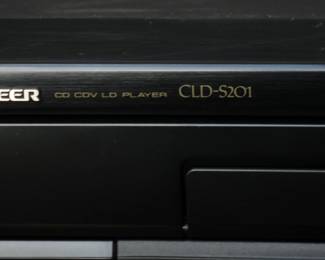 EER CD CDV LD PLAYER CLD-S201